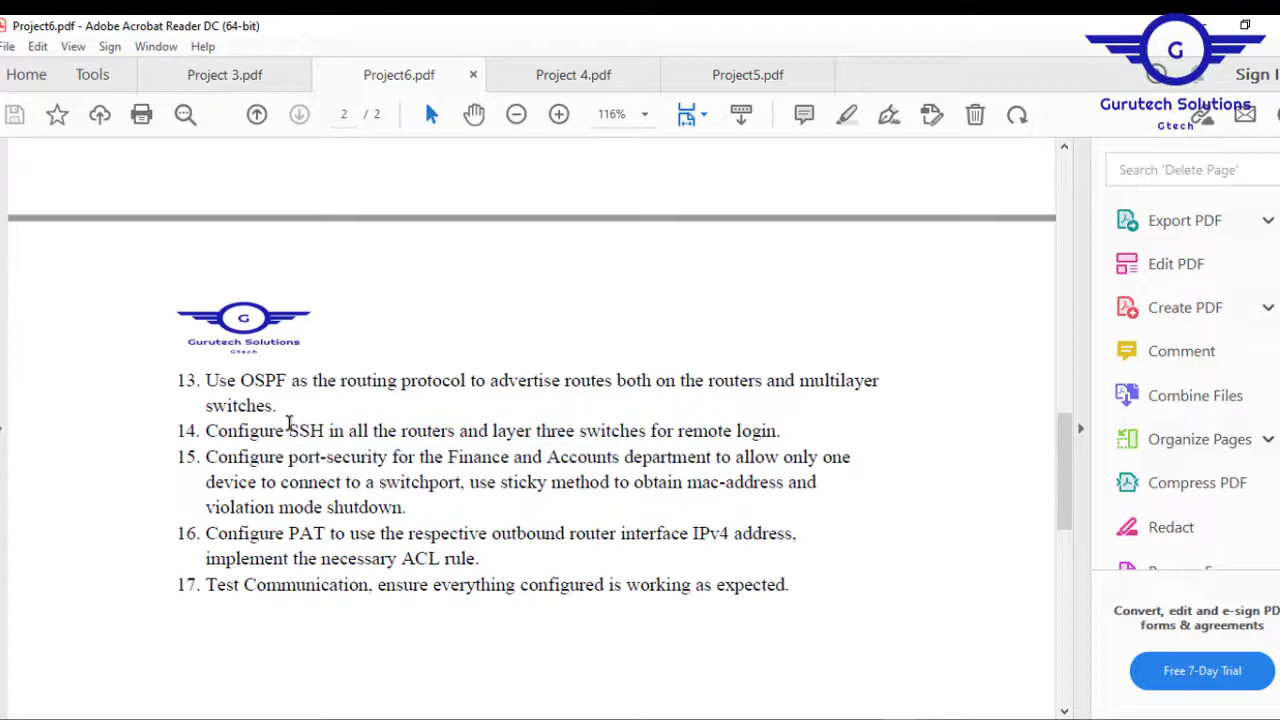 Project6.pdf - Adobe Acrobat Reader DC (64-bit)
File Edit View Sign Window Help
Home Tools Project 3.pdf Project6.pdf × Project 4.pdf Project5.pdf Sign I
2 / 2 116%
G
Gurutech Solutions
Gtech
Search 'Delete Page'
Export PDF
Edit PDF
Create PDF
Comment
Combine Files
Organize Pages
Compress PDF
Redact
Convert, edit and e-sign PD
forms & agreements
Free 7-Day Trial
G
Gurutech Solutions
Gtech
13. Use OSPF as the routing protocol to advertise routes both on the routers and multilayer
switches.
14. Configure SSH in all the routers and layer three switches for remote login.
15. Configure port-security for the Finance and Accounts department to allow only one
device to connect to a switchport, use sticky method to obtain mac-address and
violation mode shutdown.
16. Configure PAT to use the respective outbound router interface IPv4 address,
implement the necessary ACL rule.
17. Test Communication, ensure everything configured is working as expected.